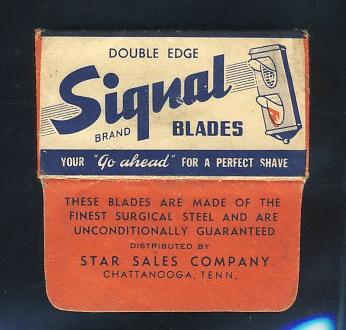 DOUBLE EDGE
Signal
BRAND BLADES
YOUR "Go ahead" FOR A PERFECT SHAVE
THESE BLADES ARE MADE OF THE
FINEST SURGICAL STEEL AND ARE
UNCONDITIONALLY GUARANTEED
DISTRIBUTED BY
STAR SALES COMPANY
CHATTANOOGA, TENN.